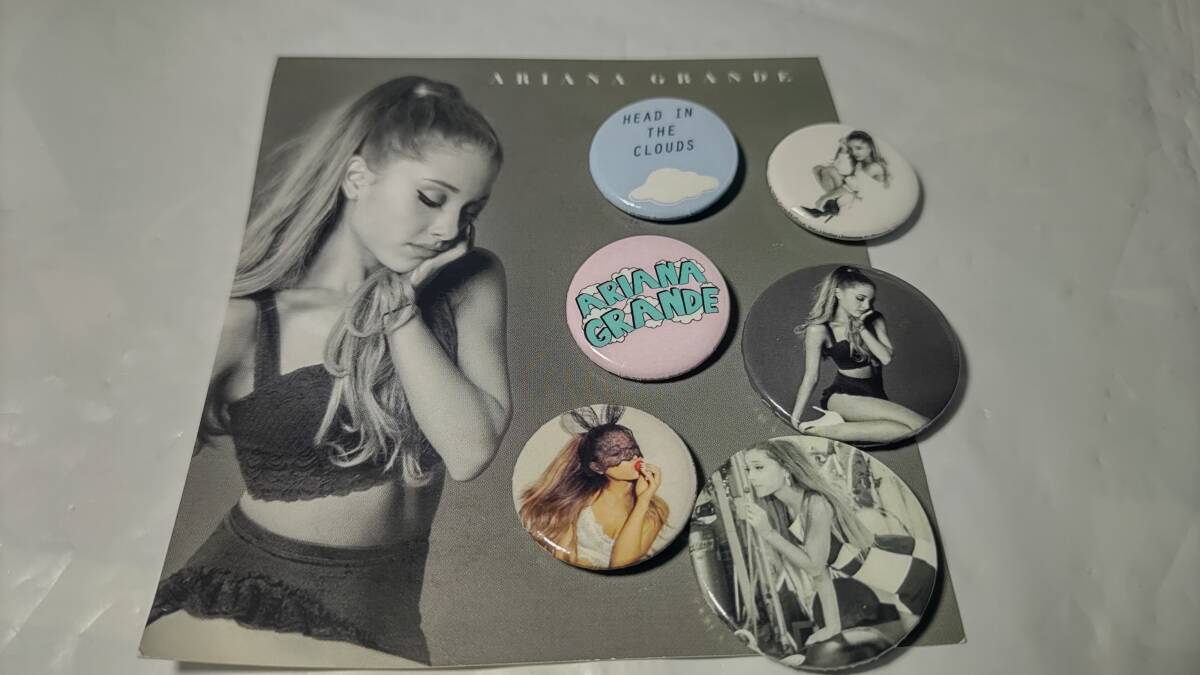 ARIANA GRANDE
HEAD IN
THE
CLOUDS
ARIANA
GRANDE